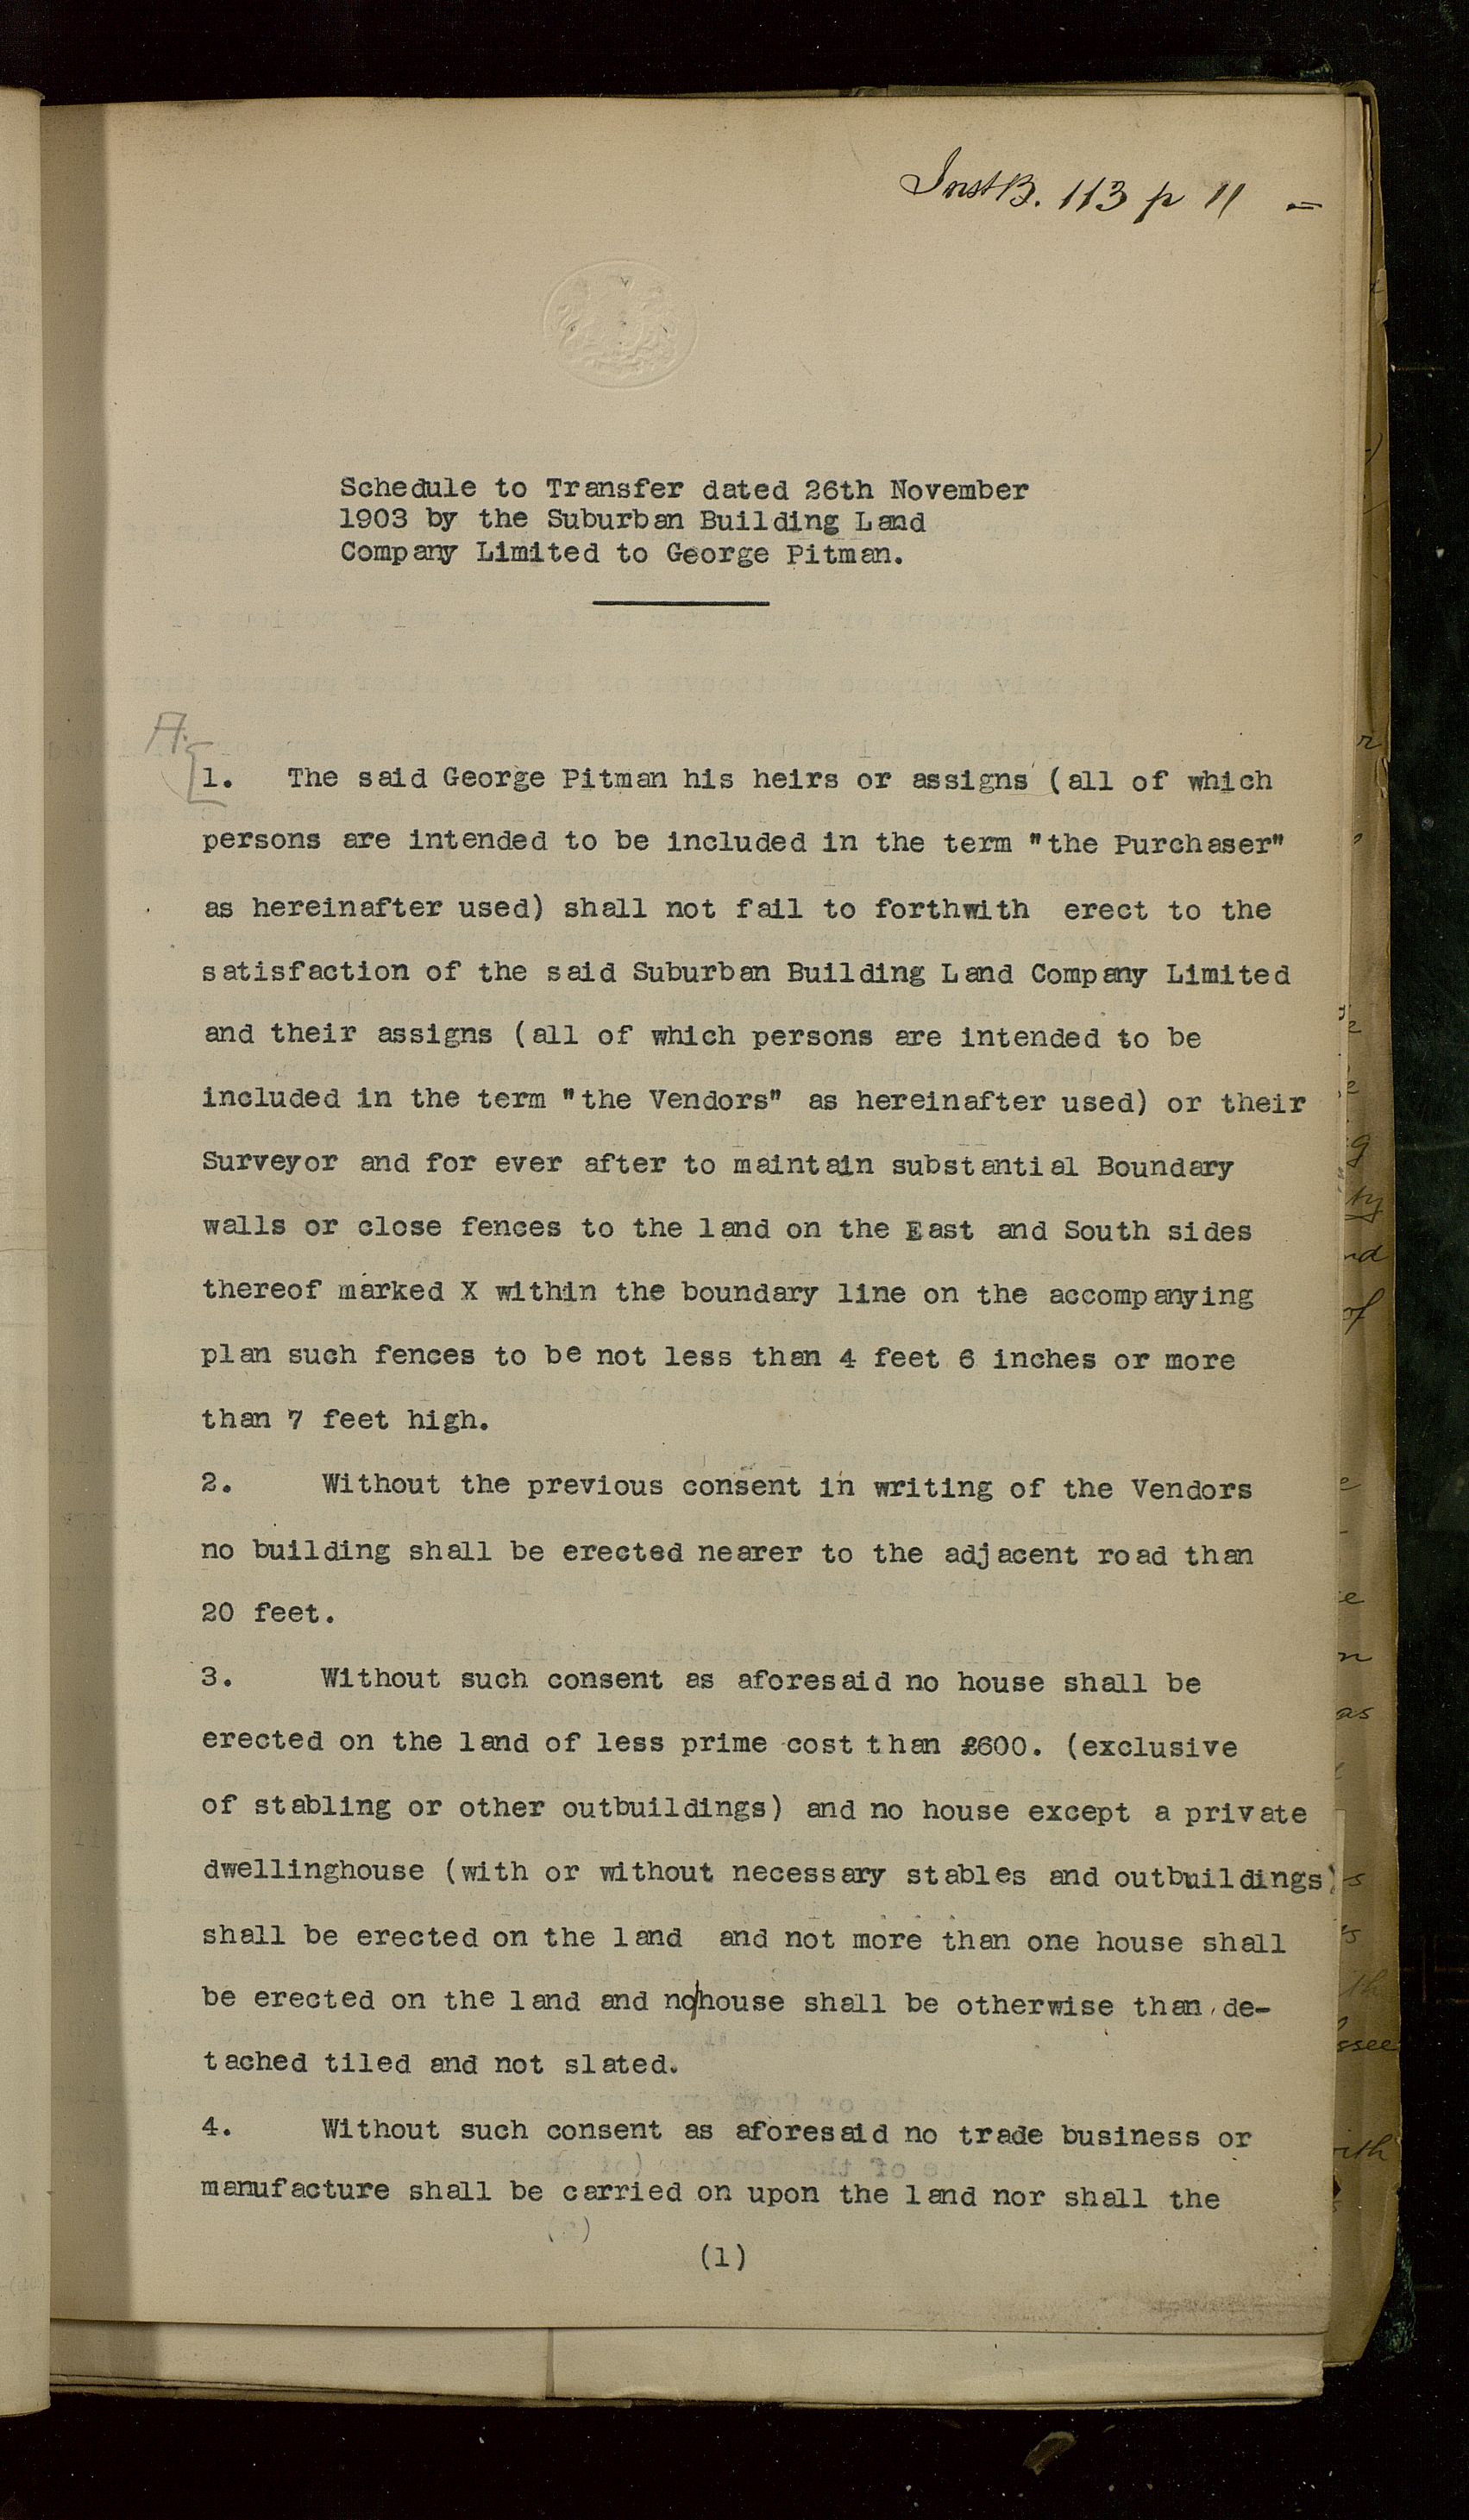 Inst B. 113 p 11 =
Schedule to Transfer dated 26th November
1903 by the Suburban Building Land
Company Limited to George Pitman.
A.
1. The said George Pitman his heirs or assigns (all of which
persons are intended to be included in the term "the Purchaser"
as hereinafter used) shall not fail to forthwith erect to the
satisfaction of the said Suburban Building Land Company Limited
and their assigns (all of which persons are intended to be
included in the term "the Vendors" as hereinafter used) or their
Surveyor and for ever after to maintain substantial Boundary
walls or close fences to the land on the East and South sides
thereof marked X within the boundary line on the accompanying
plan such fences to be not less than 4 feet 6 inches or more
than 7 feet high.
2. Without the previous consent in writing of the Vendors
no building shall be erected nearer to the adjacent road than
20 feet.
3. Without such consent as aforesaid no house shall be
erected on the land of less prime cost than £600. (exclusive
of stabling or other outbuildings) and no house except a private
dwellinghouse (with or without necessary stables and outbuildings)
shall be erected on the land and not more than one house shall
be erected on the land and no/house shall be otherwise than de-
tached tiled and not slated.
4. Without such consent as aforesaid no trade business or
manufacture shall be carried on upon the land nor shall the
(1)